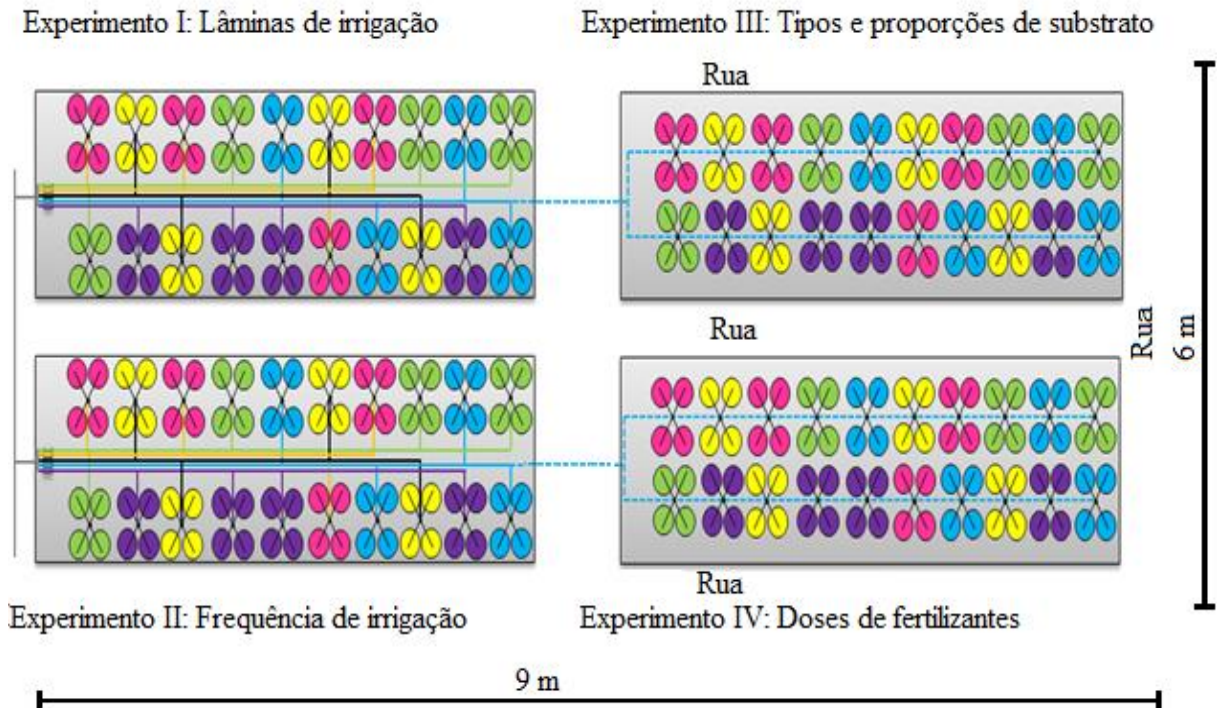 Experimento I: Lâminas de irrigação
Experimento III: Tipos e proporções de substrato
Rua
Rua
Rua
6 m
Rua
Experimento II: Frequência de irrigação
Experimento IV: Doses de fertilizantes
9 m